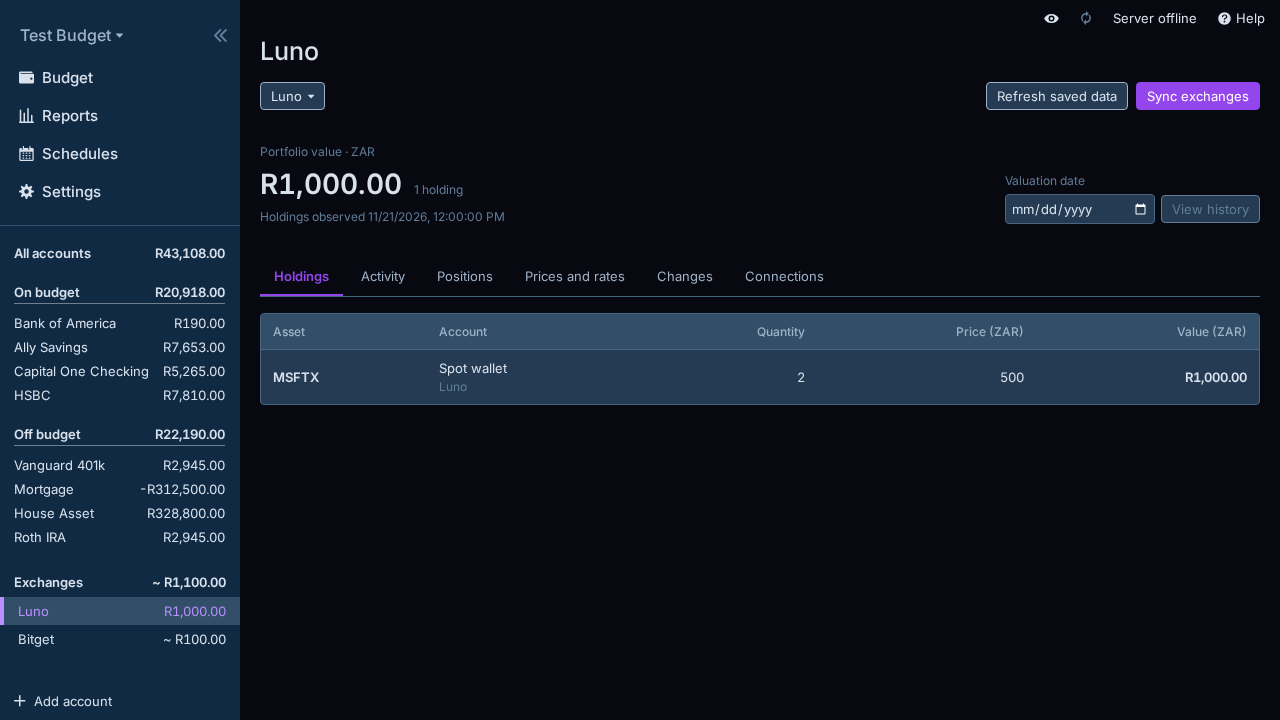 Test Budget
Budget
Reports
Schedules
Settings
All accounts R43,108.00
On budget R20,918.00
Bank of America R190.00
Ally Savings R7,653.00
Capital One Checking R5,265.00
HSBC R7,810.00
Off budget R22,190.00
Vanguard 401k R2,945.00
Mortgage -R312,500.00
House Asset R328,800.00
Roth IRA R2,945.00
Exchanges ~ R1,100.00
Luno R1,000.00
Bitget ~ R100.00
Add account
Server offline Help
Luno
Luno Refresh saved data Sync exchanges
Portfolio value · ZAR
R1,000.00 1 holding
Holdings observed 11/21/2026, 12:00:00 PM
Valuation date
mm/dd/yyyy View history
Holdings Activity Positions Prices and rates Changes Connections
Asset Account Quantity Price (ZAR) Value (ZAR)
MSFTX Spot wallet 2 500 R1,000.00
Luno